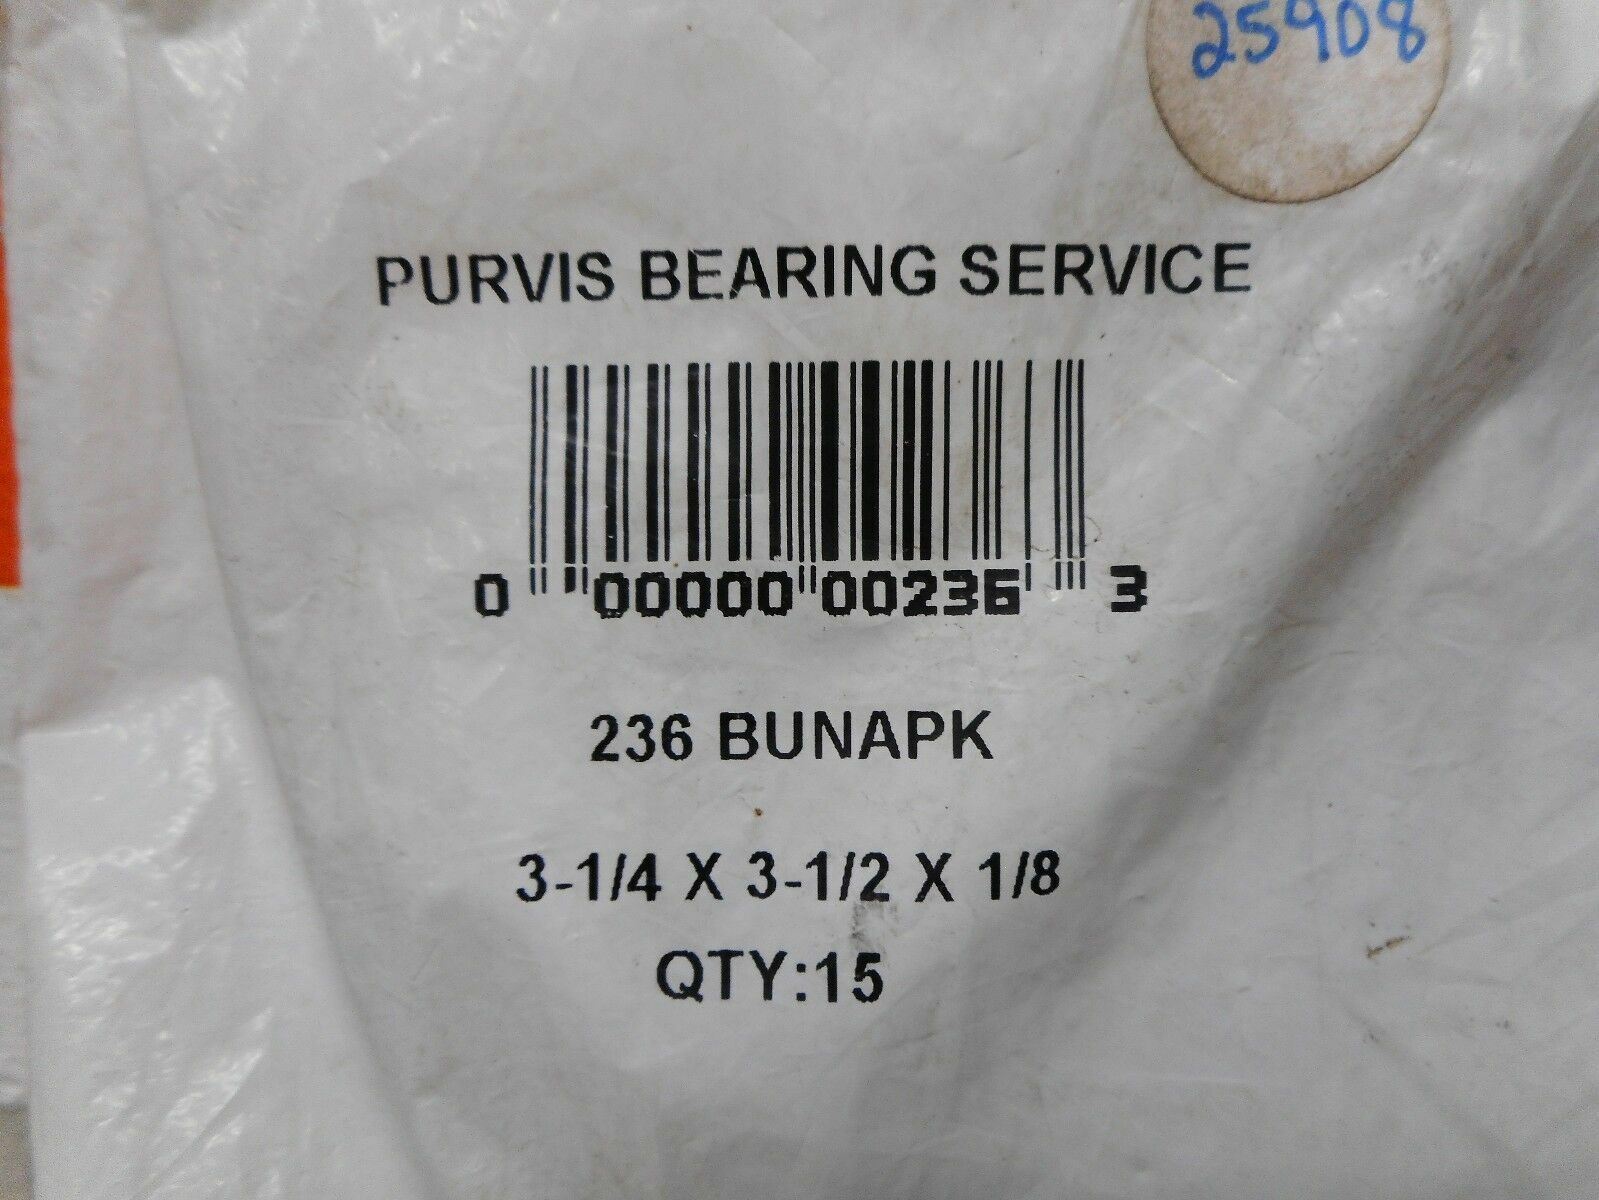 25908
PURVIS BEARING SERVICE
0 00000 00236 3
236 BUNAPK
3-1/4 X 3-1/2 X 1/8
QTY:15